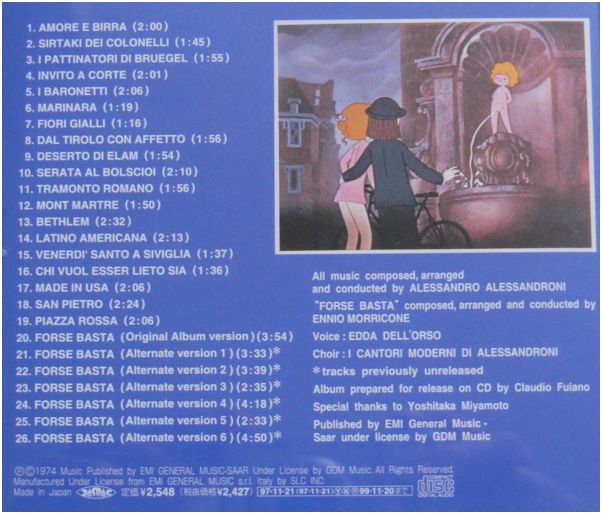 1. AMORE E BIRRA (2:00)
2. SIRTAKI DEI COLONELLI (1:45)
3. I PATTINATORI DI BRUEGEL (1:55)
4. INVITO A CORTE (2:01)
5. I BARONETTI (2:06)
6. MARINARA (1:19)
7. FIORI GIALLI (1:16)
8. DAL TIROLO CON AFFETTO (1:56)
9. DESERTO DI ELAM (1:54)
10. SERATA AL BOLSCIOI (2:10)
11. TRAMONTO ROMANO (1:56)
12. MONT MARTRE (1:50)
13. BETHLEM (2:32)
14. LATINO AMERICANA (2:13)
15. VENERDI' SANTO A SIVIGLIA (1:37)
16. CHI VUOL ESSER LIETO SIA (1:36)
17. MADE IN USA (2:06)
18. SAN PIETRO (2:24)
19. PIAZZA ROSSA (2:06)
20. FORSE BASTA (Original Album version) (3:54)
21. FORSE BASTA (Alternate version 1) (3:33)*
22. FORSE BASTA (Alternate version 2) (3:39)*
23. FORSE BASTA (Alternate version 3) (2:35)*
24. FORSE BASTA (Alternate version 4) (4:18)*
25. FORSE BASTA (Alternate version 5) (2:33)*
26. FORSE BASTA (Alternate version 6) (4:50)*
All music composed, arranged
and conducted by ALESSANDRO ALESSANDRONI
"FORSE BASTA" composed, arranged and conducted by
ENNIO MORRICONE
Voice : EDDA DELL'ORSO
Choir : I CANTORI MODERNI DI ALESSANDRONI
*tracks previously unreleased
Album prepared for release on CD by Claudio Fuiano
Special thanks to Yoshitaka Miyamoto
Published by EMI General Music -
Saar under license by GDM Music
Ⓟ©1974 Music Published by EMI GENERAL MUSIC-SAAR Under License by GDM Music. All Rights Reserved.
Manufactured Under License from EMI GENERAL MUSIC s.r.l. Italy by SLC INC.
Made in Japan JASRAC 定価¥2,548 (税抜価格¥2,427) 97・11・21 (97・11・21) Ⓨ Ⓧ Ⓡ 99・11・20まで
COMPACT disc DIGITAL AUDIO